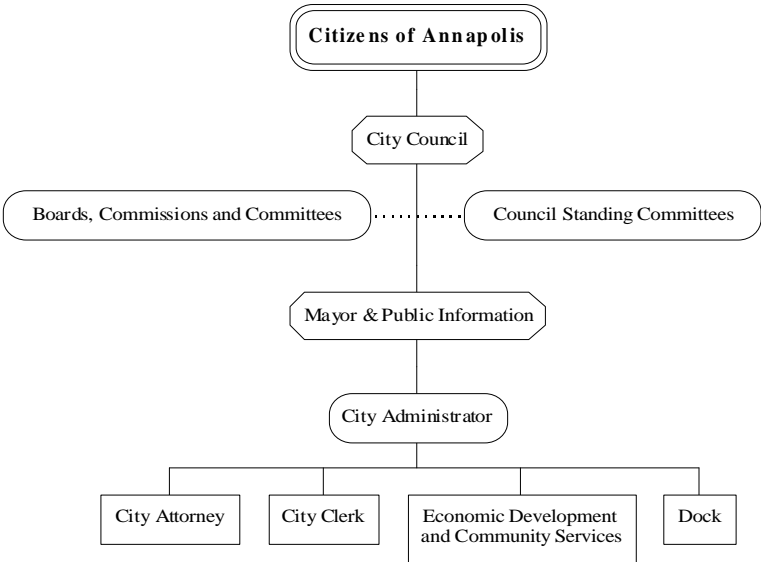 Citizens of Annapolis
City Council
Boards, Commissions and Committees
Council Standing Committees
Mayor & Public Information
City Administrator
City Attorney
City Clerk
Economic Development
and Community Services
Dock